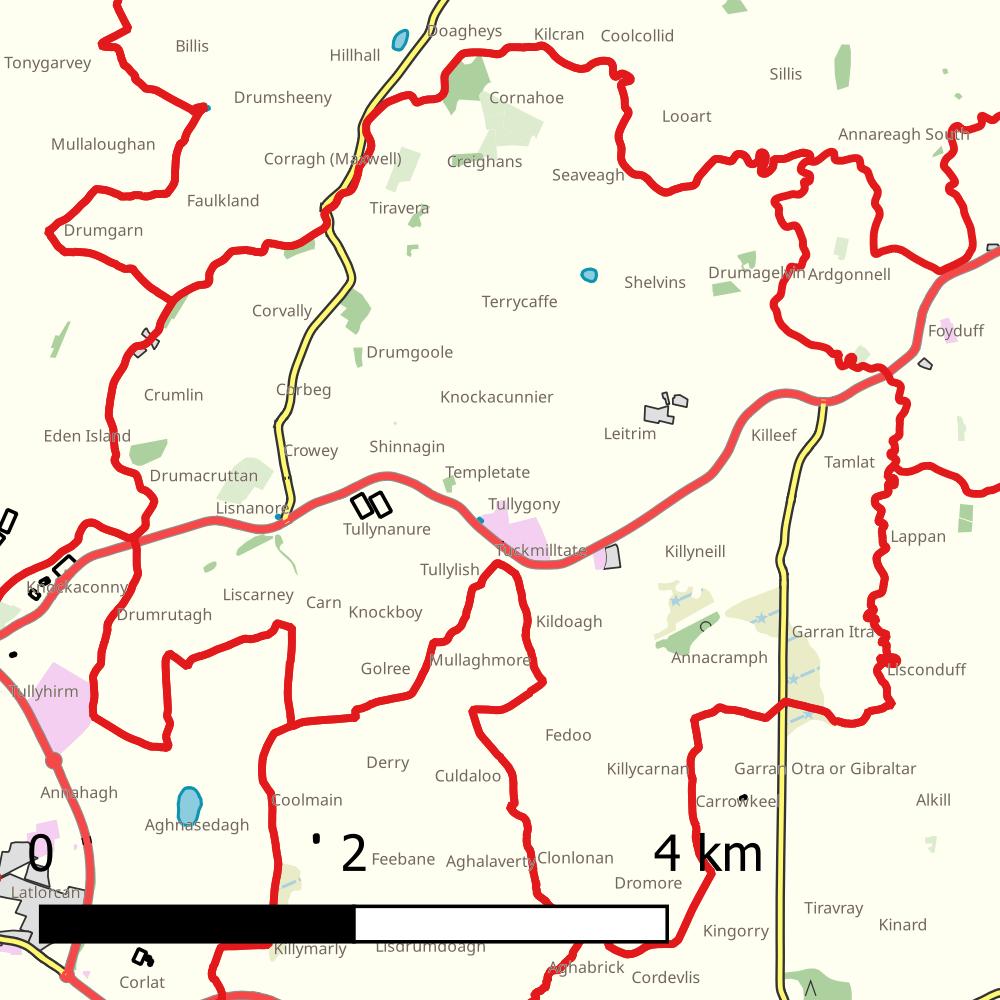 Doagheys
Kilcran
Coolcollid
Billis
Hillhall
Tonygarvey
Sillis
Drumsheeny
Cornahoe
Looart
Annareagh South
Mullaloughan
Corragh (Maxwell)
Creighans
Seaveagh
Faulkland
Tiravera
Drumgarn
Drumagelvin
Ardgonnell
Shelvins
Terrycaffe
Corvally
Foyduff
Drumgoole
Crumlin
Corbeg
Knockacunnier
Eden Island
Leitrim
Killeef
Shinnagin
Crowey
Tamlat
Drumacruttan
Templetate
Lisnanore
Tullygony
Tullynanure
Lappan
Tuckmilltate
Killyneill
Tullylish
Knockaconny
Liscarney
Carn
Drumrutagh
Knockboy
Kildoagh
Garran Itra
Annacramph
Mullaghmore
Golree
Lisconduff
Tullyhirm
Fedoo
Derry
Culdaloo
Killycarnan
Garran Otra or Gibraltar
Annahagh
Coolmain
Carrowkeel
Alkill
Aghnasedagh
0
2
4 km
Feebane
Aghalaverty
Clonlonan
Dromore
Latlorcan
Tiravray
Kinard
Kingorry
Killymarly
Lisdrumdoagh
Aghabrick
Cordevlis
Corlat